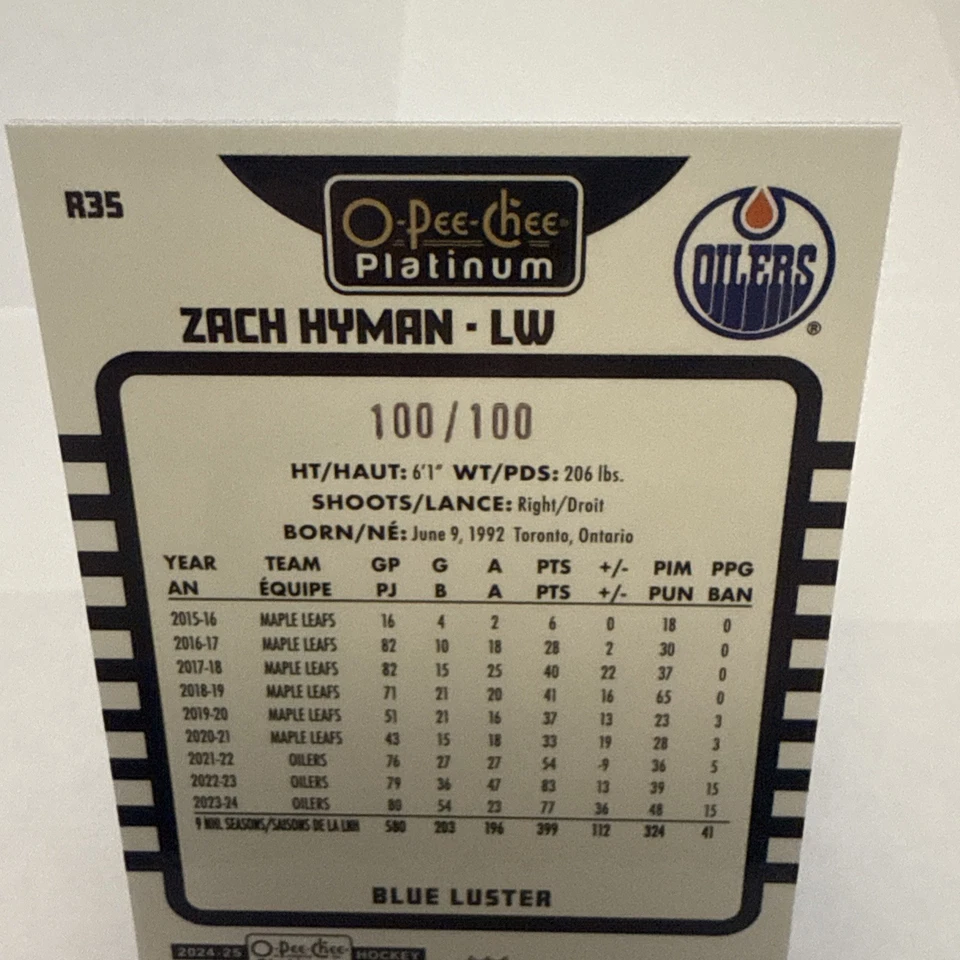 R35
O-Pee-Chee
Platinum
OILERS
®
ZACH HYMAN - LW
100/100
HT/HAUT: 6'1" WT/PDS: 206 lbs.
SHOOTS/LANCE: Right/Droit
BORN/NÉ: June 9, 1992 Toronto, Ontario
YEAR TEAM GP G A PTS +/- PIM PPG
AN ÉQUIPE PJ B A PTS +/- PUN BAN
2015-16 MAPLE LEAFS 16 4 2 6 0 18 0
2016-17 MAPLE LEAFS 82 10 18 28 2 30 0
2017-18 MAPLE LEAFS 82 15 25 40 22 37 0
2018-19 MAPLE LEAFS 71 21 20 41 16 65 0
2019-20 MAPLE LEAFS 51 21 16 37 13 23 3
2020-21 MAPLE LEAFS 43 15 18 33 19 28 3
2021-22 OILERS 76 27 27 54 -9 36 5
2022-23 OILERS 79 36 47 83 13 39 15
2023-24 OILERS 80 54 23 77 36 48 15
9 NHL SEASONS/SAISONS DE LA LNH 580 203 196 399 112 324 41
BLUE LUSTER
2024-25 O-Pee-Chee HOCKEY